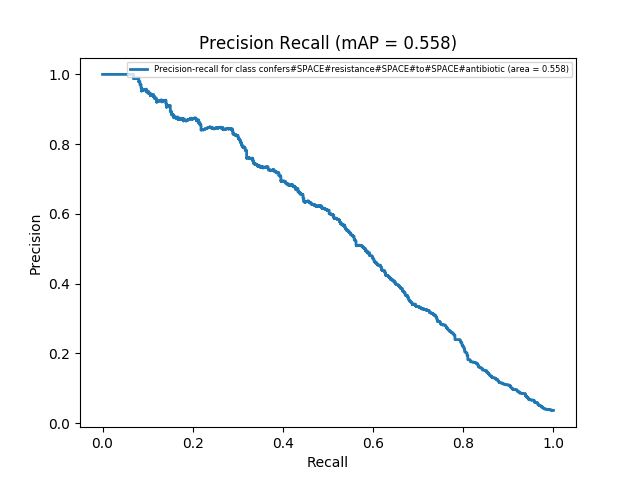 Precision Recall (mAP = 0.558)
Precision-recall for class confers#SPACE#resistance#SPACE#to#SPACE#antibiotic (area = 0.558)
1.0
0.8
0.6
0.4
0.2
0.0
Precision
0.0 0.2 0.4 0.6 0.8 1.0
Recall